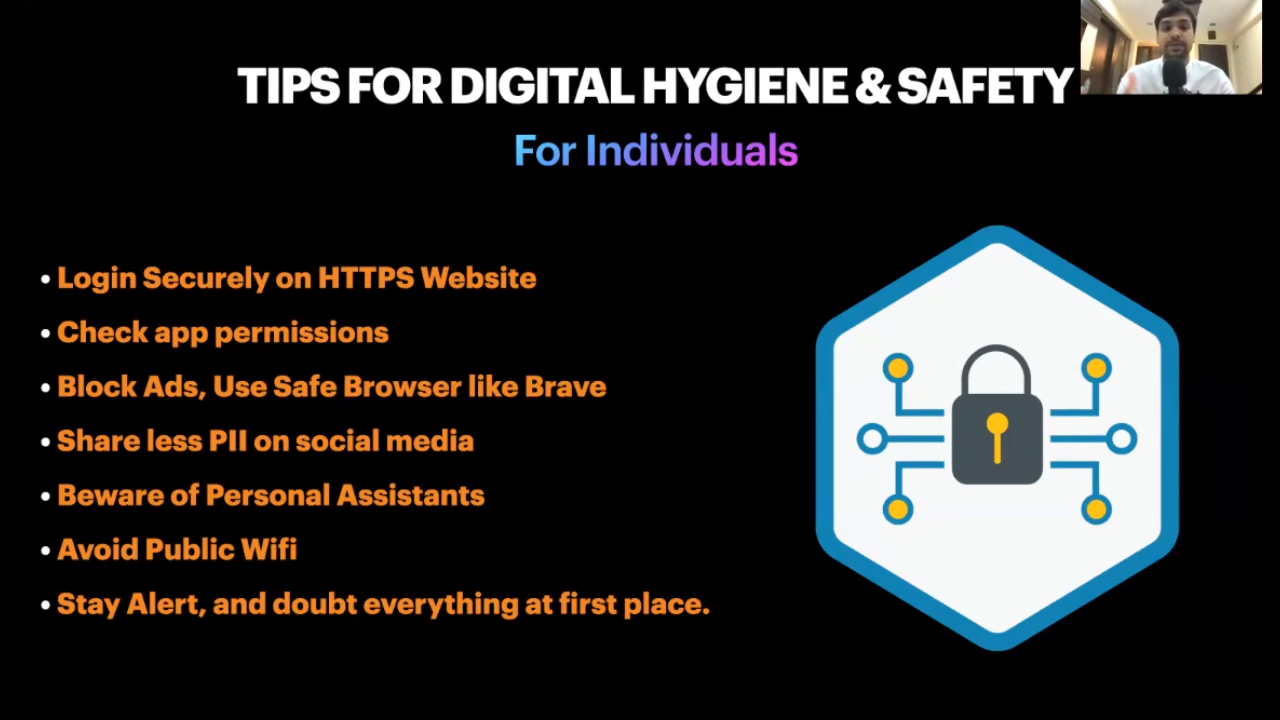 TIPS FOR DIGITAL HYGIENE & SAFETY
For Individuals
• Login Securely on HTTPS Website
• Check app permissions
• Block Ads, Use Safe Browser like Brave
• Share less PII on social media
• Beware of Personal Assistants
• Avoid Public Wifi
• Stay Alert, and doubt everything at first place.